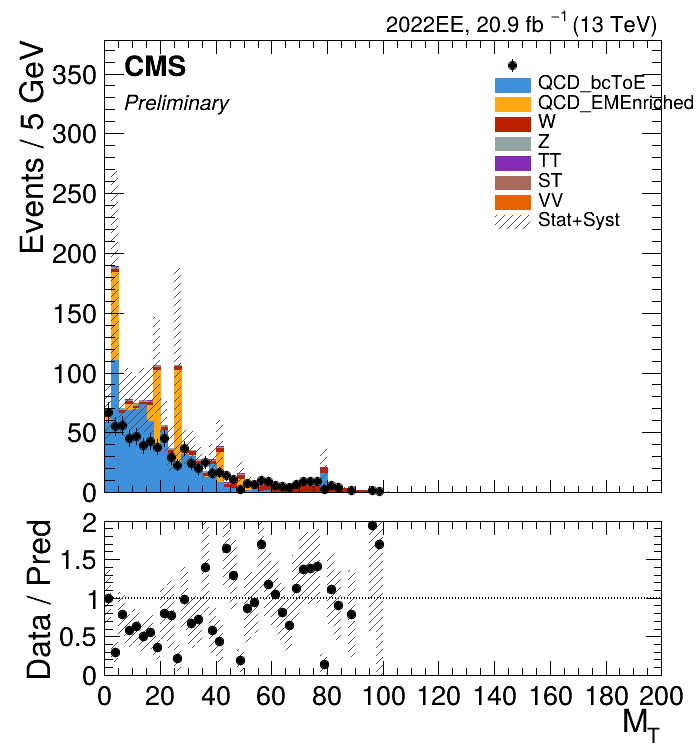 2022EE, 20.9 fb⁻¹ (13 TeV)
Events / 5 GeV
350
300
250
200
150
100
50
0
CMS
Preliminary
QCD_bcToE
QCD_EMEnriched
W
Z
TT
ST
VV
Stat+Syst
Data / Pred
2
1.5
1
0.5
0
0 20 40 60 80 100 120 140 160 180 200
M_T